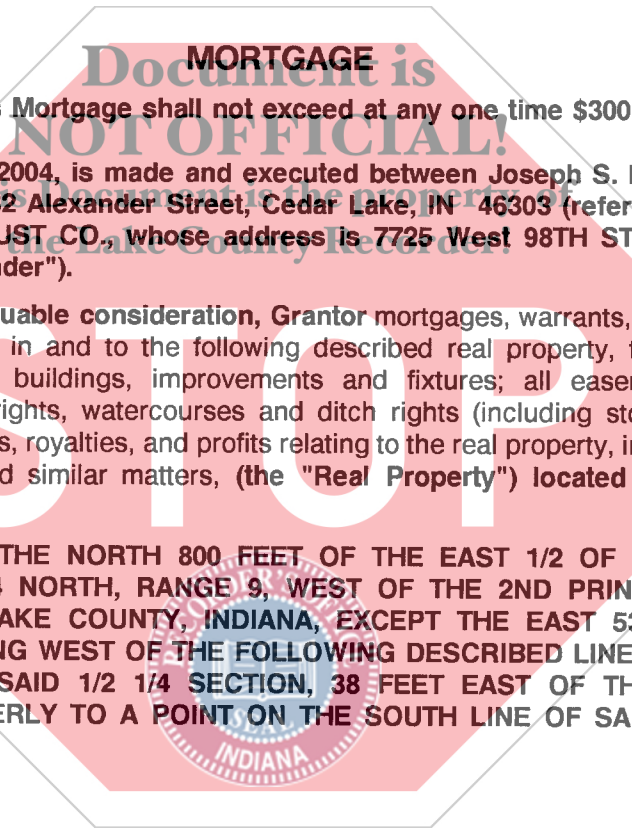 Document is
MORTGAGE
Mortgage shall not exceed at any one time $300
NOT OFFICIAL!
2004, is made and executed between Joseph S.
is Document is the property of
2 Alexander Street, Cedar Lake, IN 46303 (refer
the Lake County Recorder!
UST CO., whose address is 7725 West 98TH ST
nder").
uable consideration, Grantor mortgages, warrants,
in and to the following described real property, t
buildings, improvements and fixtures; all easer
rights, watercourses and ditch rights (including sto
s, royalties, and profits relating to the real property, i
d similar matters, (the "Real Property") located
STOP
THE NORTH 800 FEET OF THE EAST 1/2 OF
NORTH, RANGE 9, WEST OF THE 2ND PRIN
AKE COUNTY, INDIANA, EXCEPT THE EAST 53
NG WEST OF THE FOLLOWING DESCRIBED LINE
SAID 1/2 1/4 SECTION, 38 FEET EAST OF TH
ERLY TO A POINT ON THE SOUTH LINE OF SA
RECORDER'S OFFICE
SEAL
INDIANA